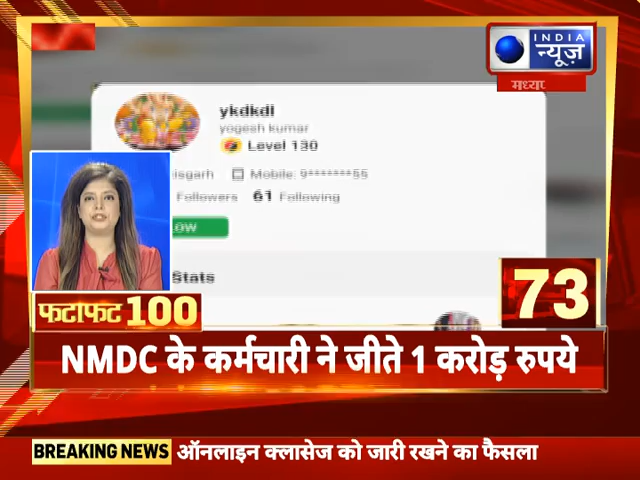 INDIA
न्यूज़
ykdkdl
yogesh kumar
Level 130
Mobile: 9*******55
Followers 61 Following
Stats
73
फटाफट 100
NMDC के कर्मचारी ने जीते 1 करोड़ रुपये
BREAKING NEWS ऑनलाइन क्लासेज को जारी रखने का फैसला